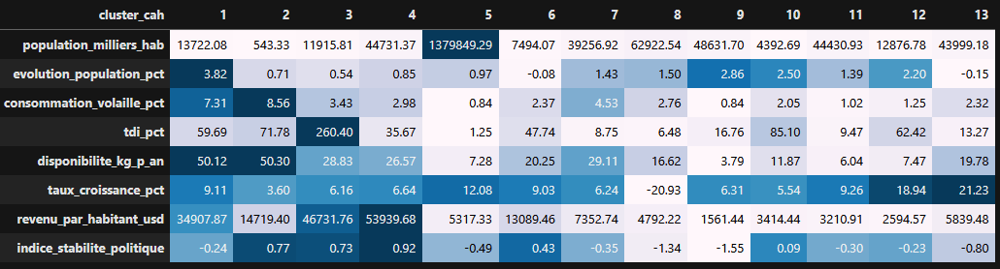 cluster_cah 1 2 3 4 5 6 7 8 9 10 11 12 13
population_milliers_hab 13722.08 543.33 11915.81 44731.37 1379849.29 7494.07 39256.92 62922.54 48631.70 4392.69 44430.93 12876.78 43999.18
evolution_population_pct 3.82 0.71 0.54 0.85 0.97 -0.08 1.43 1.50 2.86 2.50 1.39 2.20 -0.15
consommation_volaille_pct 7.31 8.56 3.43 2.98 0.84 2.37 4.53 2.76 0.84 2.05 1.02 1.25 2.32
tdi_pct 59.69 71.78 260.40 35.67 1.25 47.74 8.75 6.48 16.76 85.10 9.47 62.42 13.27
disponibilite_kg_p_an 50.12 50.30 28.83 26.57 7.28 20.25 29.11 16.62 3.79 11.87 6.04 7.47 19.78
taux_croissance_pct 9.11 3.60 6.16 6.64 12.08 9.03 6.24 -20.93 6.31 5.54 9.26 18.94 21.23
revenu_par_habitant_usd 34907.87 14719.40 46731.76 53939.68 5317.33 13089.46 7352.74 4792.22 1561.44 3414.44 3210.91 2594.57 5839.48
indice_stabilite_politique -0.24 0.77 0.73 0.92 -0.49 0.43 -0.35 -1.34 -1.55 0.09 -0.30 -0.23 -0.80